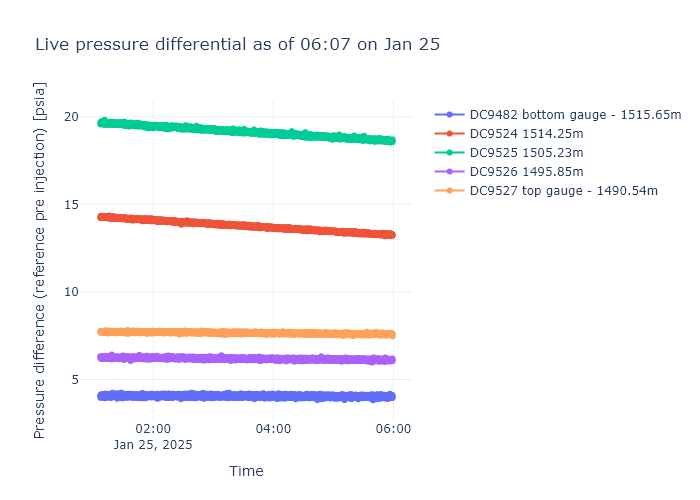 Live pressure differential as of 06:07 on Jan 25
Pressure difference (reference pre injection) [psia]
20
15
10
5
02:00
Jan 25, 2025
04:00
06:00
Time
DC9482 bottom gauge - 1515.65m
DC9524 1514.25m
DC9525 1505.23m
DC9526 1495.85m
DC9527 top gauge - 1490.54m